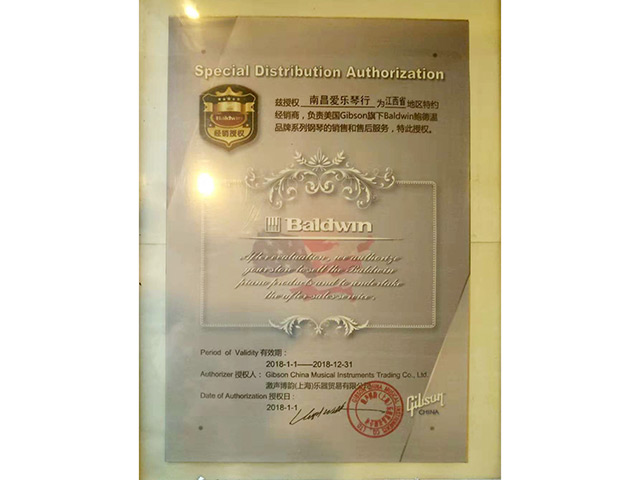 Special Distribution Authorization
Baldwin
经销授权
兹授权 南昌爱乐琴行 为 江西省 地区特约
经销商，负责美国Gibson旗下Baldwin鲍德温
品牌系列钢琴的销售和售后服务，特此授权。
Baldwin
After evaluation, we authorize
your store to sell the Baldwin
piano products and to undertake
the after-sales service.
Period of Validity 有效期：
2018-1-1——2018-12-31
Authorizer 授权人： Gibson China Musical Instruments Trading Co., Ltd.
激声博韵(上海)乐器贸易有限公司
Date of Authorization 授权日：
2018-1-1
Gibson
CHINA